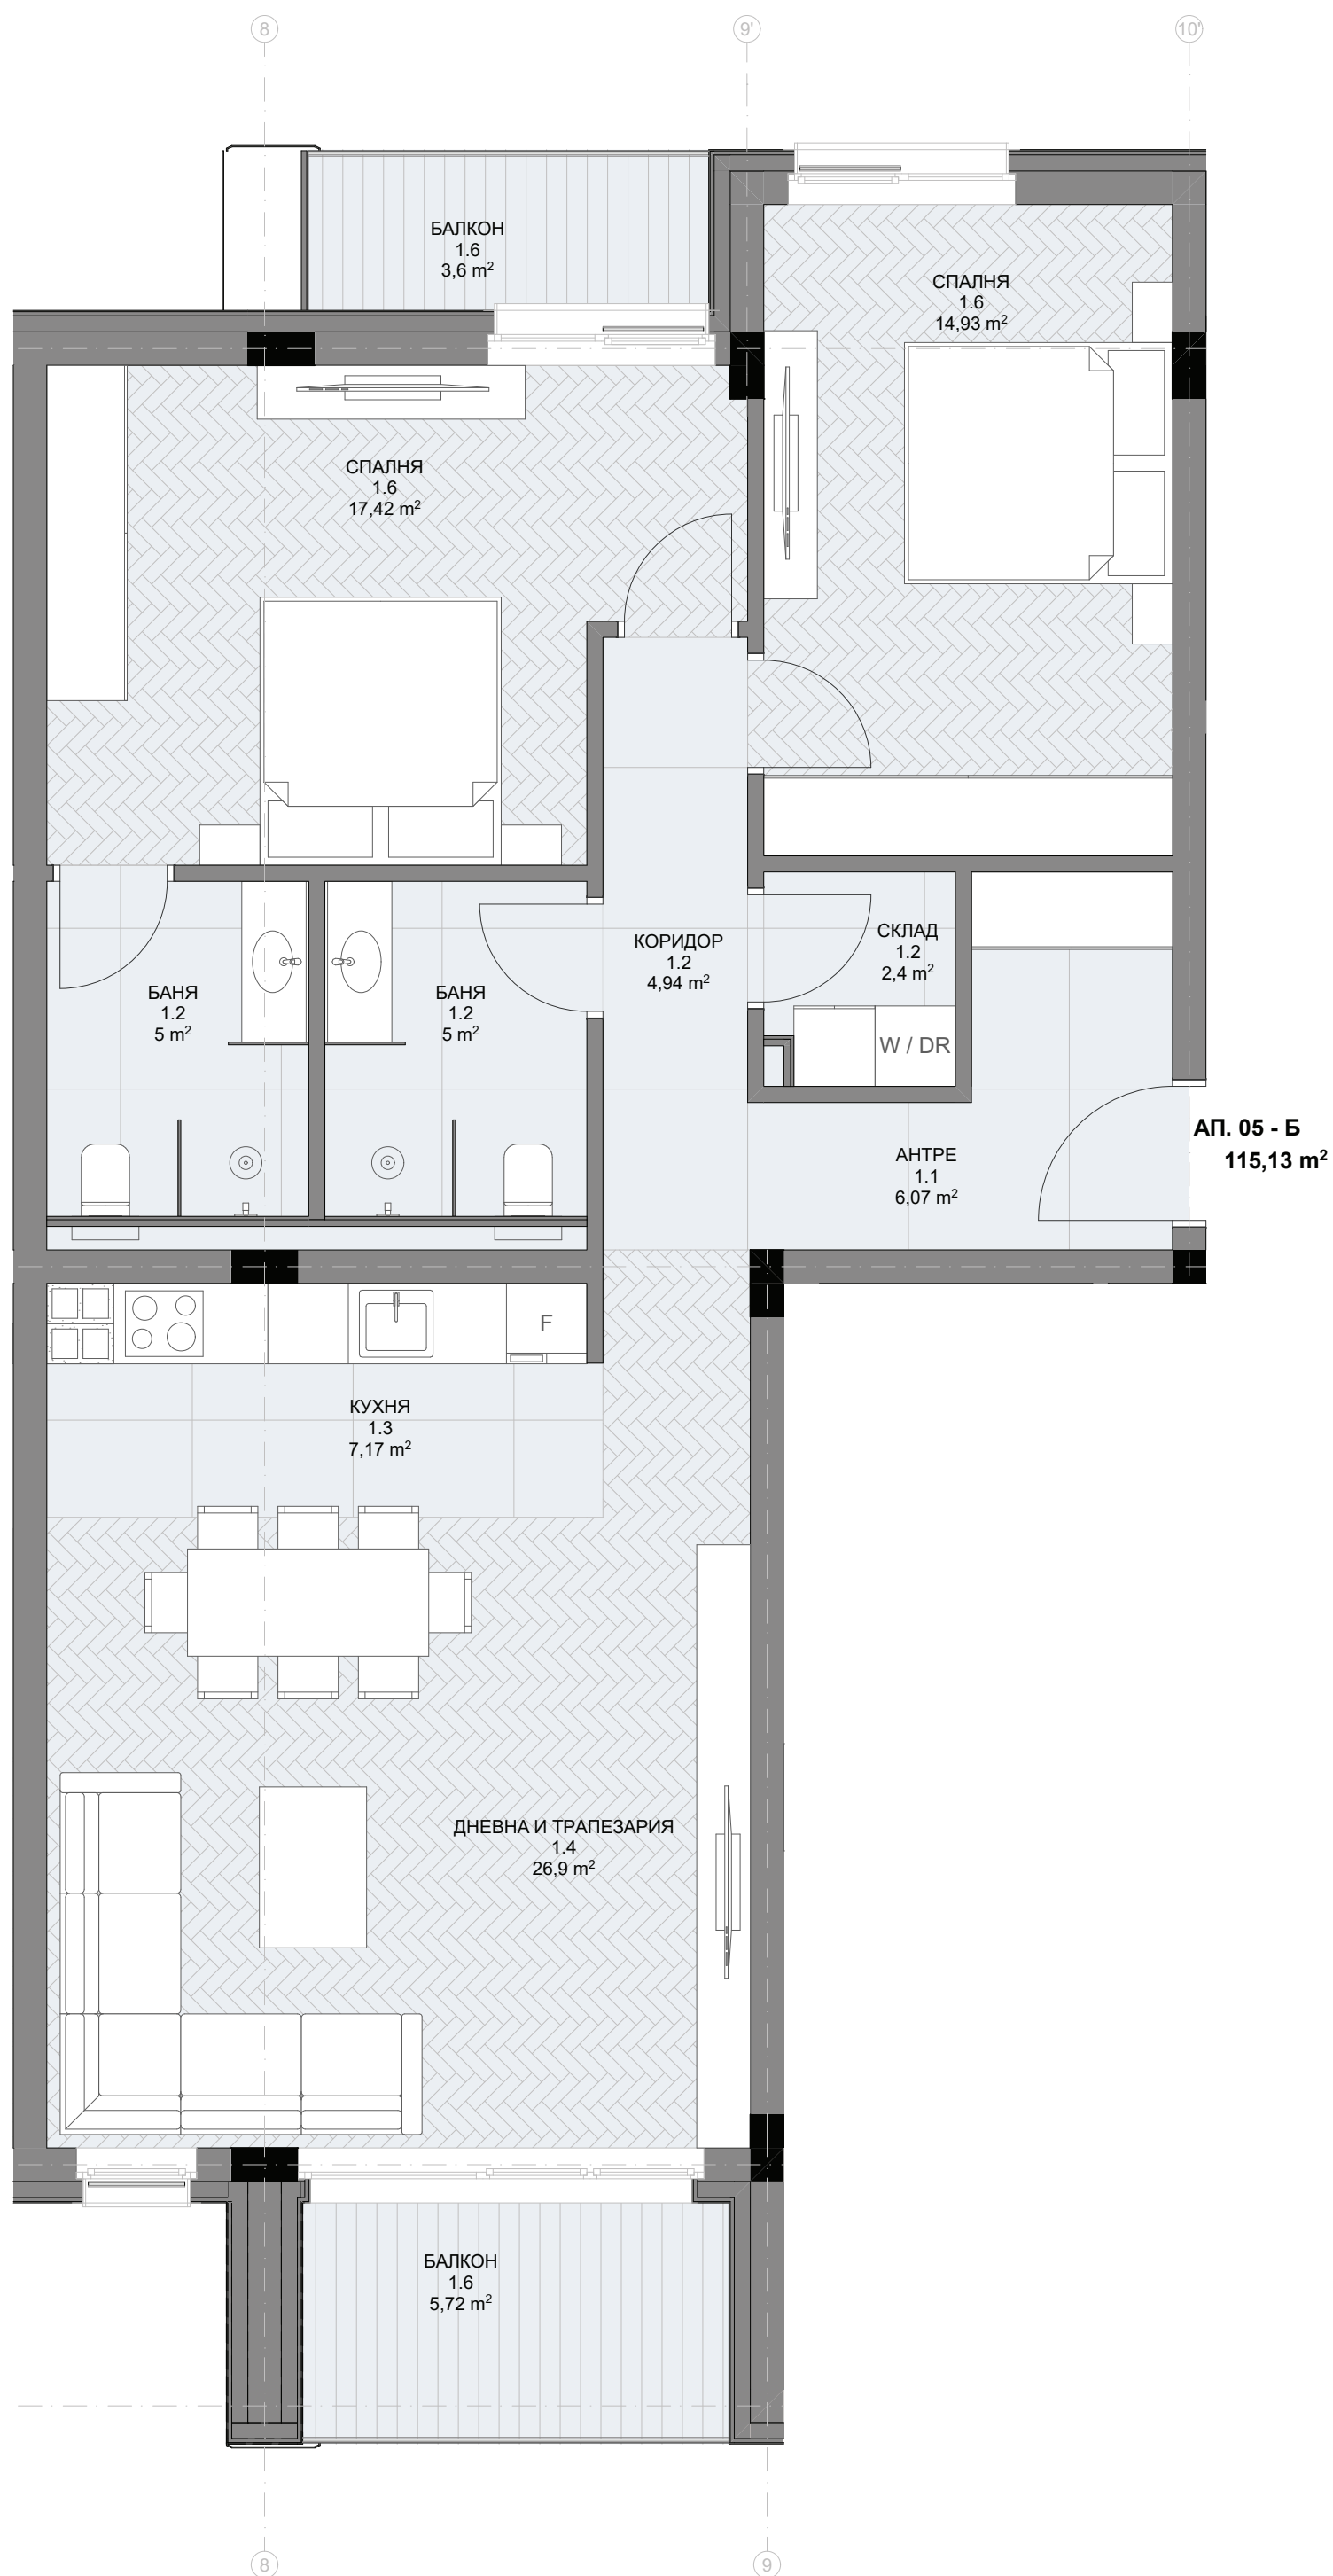 8
9'
10'
БАЛКОН
1.6
3,6 m²
СПАЛНЯ
1.6
14,93 m²
СПАЛНЯ
1.6
17,42 m²
КОРИДОР
1.2
4,94 m²
СКЛАД
1.2
2,4 m²
W / DR
БАНЯ
1.2
5 m²
БАНЯ
1.2
5 m²
АП. 05 - Б
115,13 m²
АНТРЕ
1.1
6,07 m²
F
КУХНЯ
1.3
7,17 m²
ДНЕВНА И ТРАПЕЗАРИЯ
1.4
26,9 m²
БАЛКОН
1.6
5,72 m²
8
9